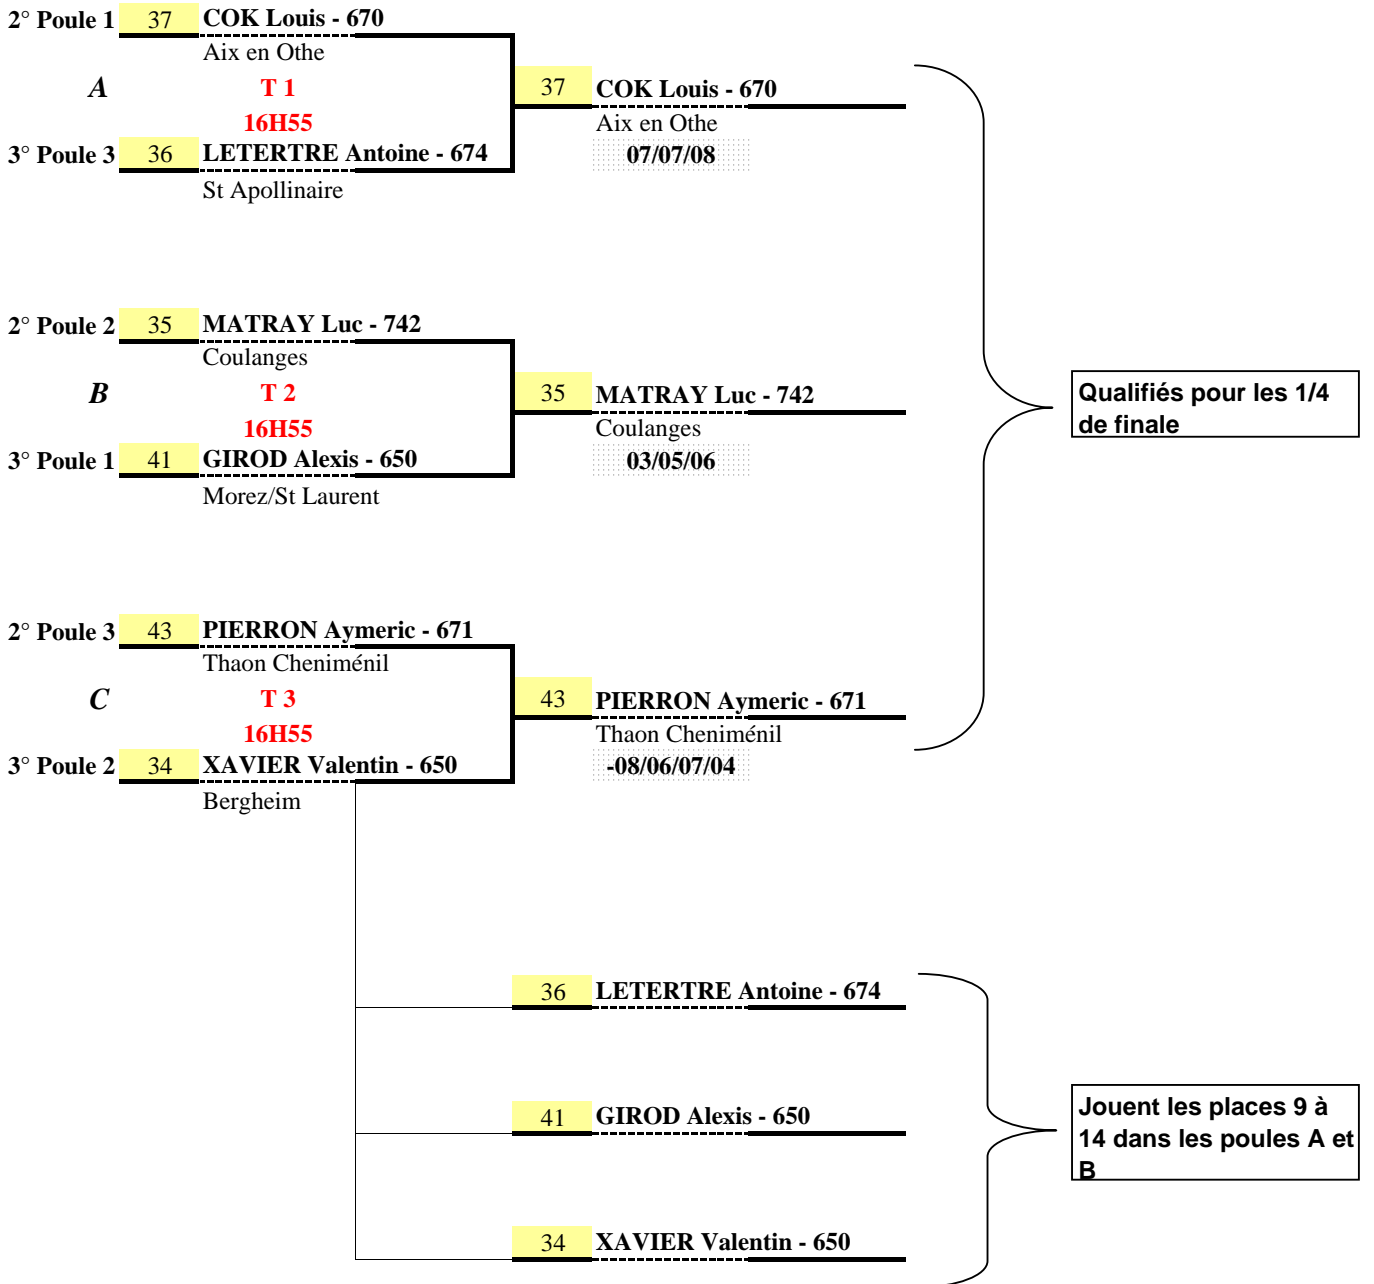 2° Poule 1 37 COK Louis - 670
Aix en Othe
A T 1
16H55
3° Poule 3 36 LETERTRE Antoine - 674
St Apollinaire
37 COK Louis - 670
Aix en Othe
07/07/08
2° Poule 2 35 MATRAY Luc - 742
Coulanges
B T 2
16H55
3° Poule 1 41 GIROD Alexis - 650
Morez/St Laurent
35 MATRAY Luc - 742
Coulanges
03/05/06
Qualifiés pour les 1/4
de finale
2° Poule 3 43 PIERRON Aymeric - 671
Thaon Cheniménil
C T 3
16H55
3° Poule 2 34 XAVIER Valentin - 650
Bergheim
43 PIERRON Aymeric - 671
Thaon Cheniménil
-08/06/07/04
36 LETERTRE Antoine - 674
41 GIROD Alexis - 650
34 XAVIER Valentin - 650
Jouent les places 9 à
14 dans les poules A et
B